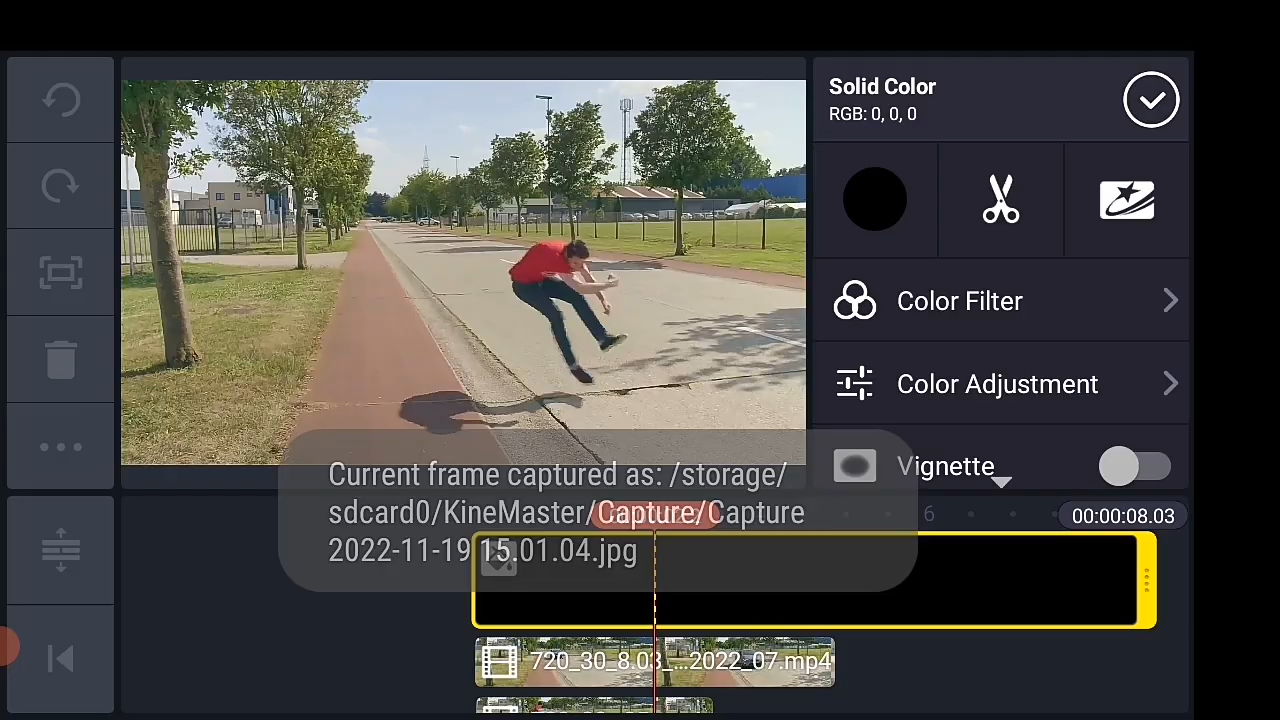 Solid Color
RGB: 0, 0, 0
Color Filter
Color Adjustment
Vignette
Current frame captured as: /storage/
sdcard0/KineMaster/Capture/Capture
2022-11-19 15.01.04.jpg
6
00:00:08.03
720_30_8.03_...2022_07.mp4